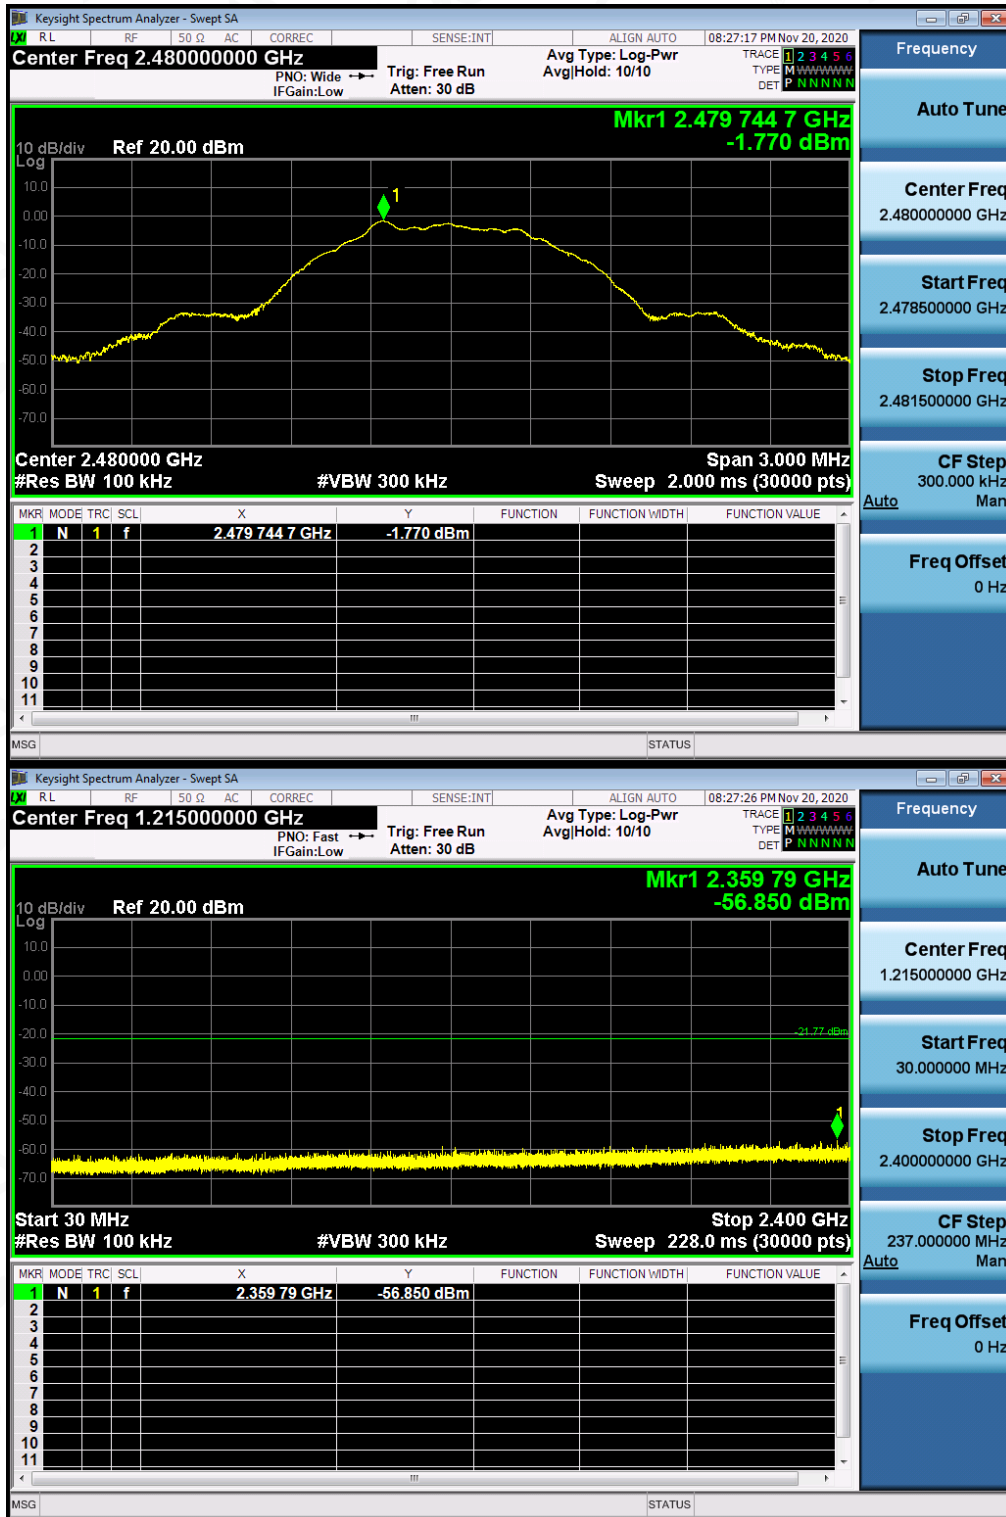 Keysight Spectrum Analyzer - Swept SA
LXI RL RF 50 Ω AC CORREC SENSE:INT ALIGN AUTO 08:27:17 PM Nov 20, 2020
Center Freq 2.480000000 GHz
PNO: Wide
IFGain:Low
Trig: Free Run
Atten: 30 dB
Avg Type: Log-Pwr
Avg|Hold: 10/10
TRACE 1 2 3 4 5 6
TYPE M WWWWW
DET P N N N N N
Mkr1 2.479 744 7 GHz
-1.770 dBm
10 dB/div Ref 20.00 dBm
Log
10.0
1
0.00
-10.0
-20.0
-30.0
-40.0
-50.0
-60.0
-70.0
Center 2.480000 GHz Span 3.000 MHz
#Res BW 100 kHz #VBW 300 kHz Sweep 2.000 ms (30000 pts)
MKR MODE TRC SCL X Y FUNCTION FUNCTION WIDTH FUNCTION VALUE
1 N 1 f 2.479 744 7 GHz -1.770 dBm
2
3
4
5
6
7
8
9
10
11
MSG STATUS
Frequency
Auto Tune
Center Freq
2.480000000 GHz
Start Freq
2.478500000 GHz
Stop Freq
2.481500000 GHz
CF Step
300.000 kHz
Auto Man
Freq Offset
0 Hz
Keysight Spectrum Analyzer - Swept SA
LXI RL RF 50 Ω AC CORREC SENSE:INT ALIGN AUTO 08:27:26 PM Nov 20, 2020
Center Freq 1.215000000 GHz
PNO: Fast
IFGain:Low
Trig: Free Run
Atten: 30 dB
Avg Type: Log-Pwr
Avg|Hold: 10/10
TRACE 1 2 3 4 5 6
TYPE M WWWWW
DET P N N N N N
Mkr1 2.359 79 GHz
-56.850 dBm
10 dB/div Ref 20.00 dBm
Log
10.0
0.00
-10.0
-20.0
-21.77 dBm
-30.0
-40.0
-50.0
1
-60.0
-70.0
Start 30 MHz Stop 2.400 GHz
#Res BW 100 kHz #VBW 300 kHz Sweep 228.0 ms (30000 pts)
MKR MODE TRC SCL X Y FUNCTION FUNCTION WIDTH FUNCTION VALUE
1 N 1 f 2.359 79 GHz -56.850 dBm
2
3
4
5
6
7
8
9
10
11
MSG STATUS
Frequency
Auto Tune
Center Freq
1.215000000 GHz
Start Freq
30.000000 MHz
Stop Freq
2.400000000 GHz
CF Step
237.000000 MHz
Auto Man
Freq Offset
0 Hz